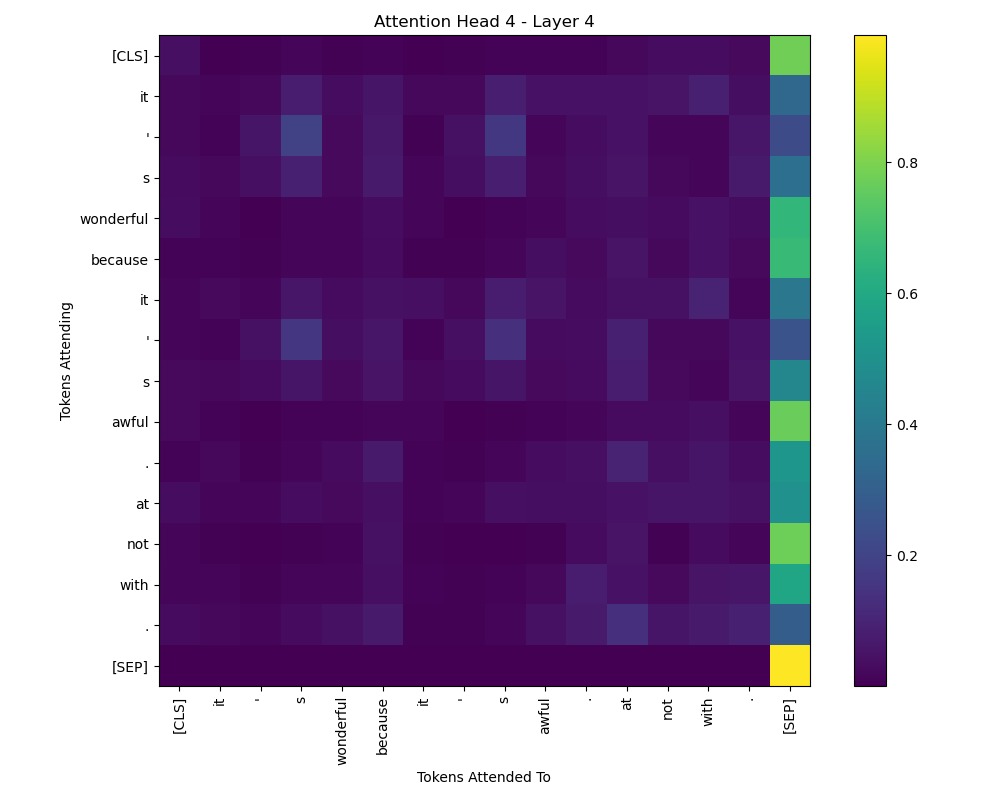 Attention Head 4 - Layer 4
Tokens Attending
[CLS]
it
'
s
wonderful
because
it
'
s
awful
.
at
not
with
.
[SEP]
[CLS]
it
'
s
wonderful
because
it
'
s
awful
.
at
not
with
.
[SEP]
Tokens Attended To
0.8
0.6
0.4
0.2